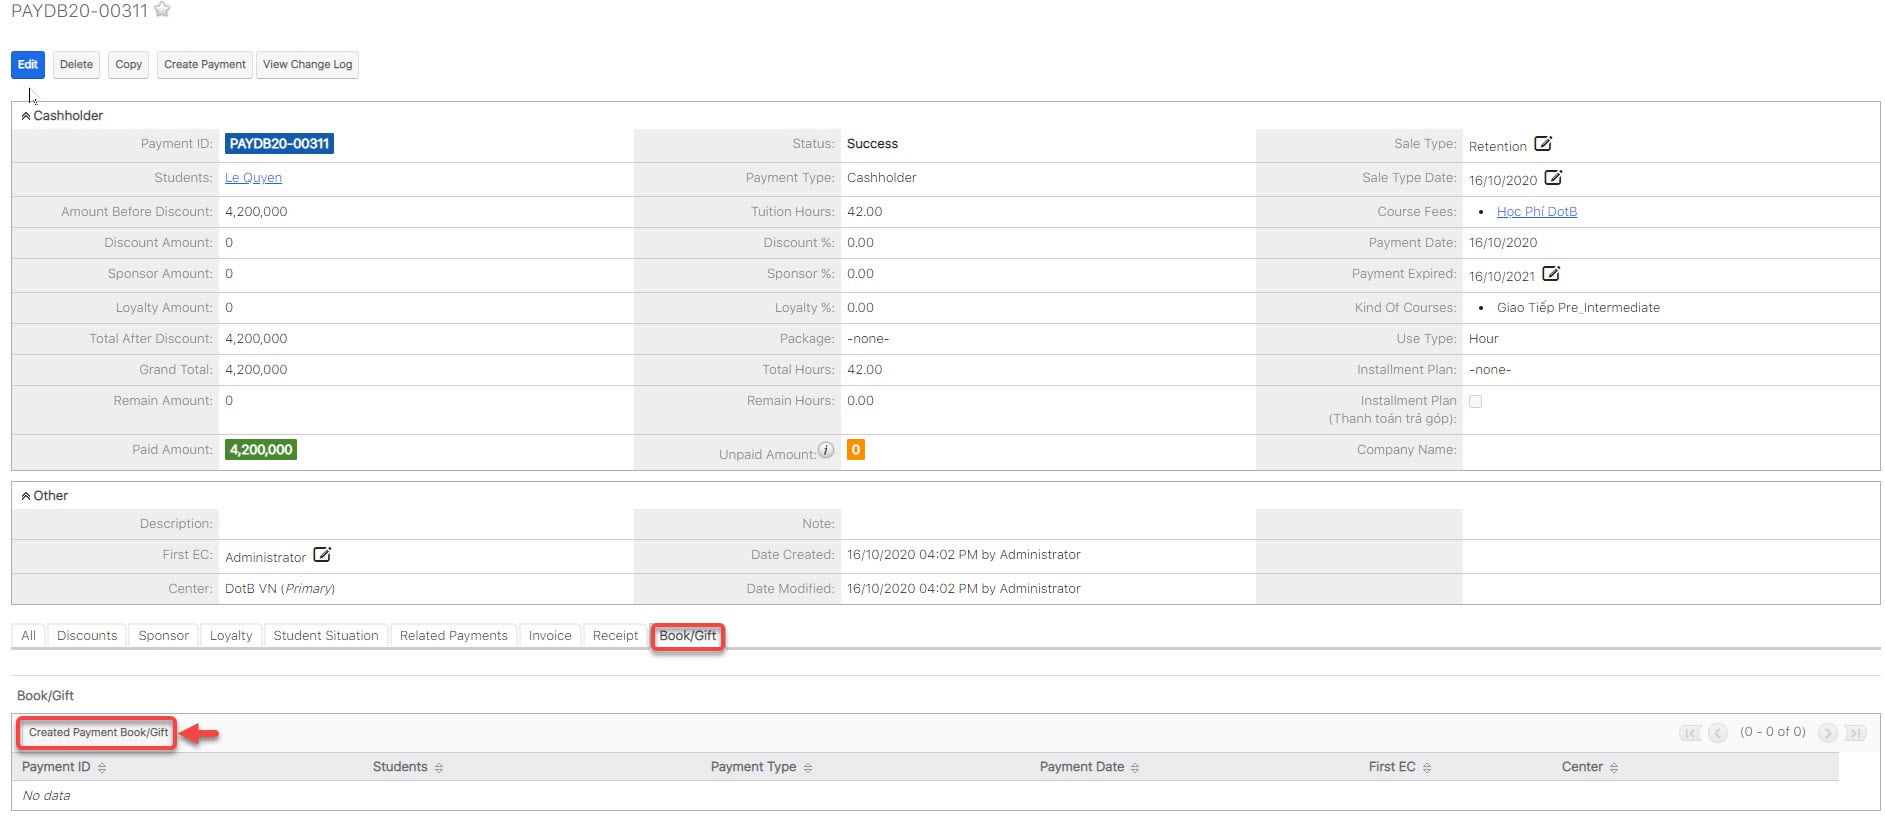 PAYDB20-00311
Edit Delete Copy Create Payment View Change Log
Cashholder
Payment ID: PAYDB20-00311 Status: Success Sale Type: Retention
Students: Le Quyen Payment Type: Cashholder Sale Type Date: 16/10/2020
Amount Before Discount: 4,200,000 Tuition Hours: 42.00 Course Fees: • Học Phí DotB
Discount Amount: 0 Discount %: 0.00 Payment Date: 16/10/2020
Sponsor Amount: 0 Sponsor %: 0.00 Payment Expired: 16/10/2021
Loyalty Amount: 0 Loyalty %: 0.00 Kind Of Courses: • Giao Tiếp Pre_Intermediate
Total After Discount: 4,200,000 Package: -none- Use Type: Hour
Grand Total: 4,200,000 Total Hours: 42.00 Installment Plan: -none-
Remain Amount: 0 Remain Hours: 0.00 Installment Plan
(Thanh toán trả góp):
Paid Amount: 4,200,000 Unpaid Amount: i 0 Company Name:
Other
Description: Note:
First EC: Administrator Date Created: 16/10/2020 04:02 PM by Administrator
Center: DotB VN (Primary) Date Modified: 16/10/2020 04:02 PM by Administrator
All Discounts Sponsor Loyalty Student Situation Related Payments Invoice Receipt Book/Gift
Book/Gift
Created Payment Book/Gift (0 - 0 of 0)
Payment ID Students Payment Type Payment Date First EC Center
No data